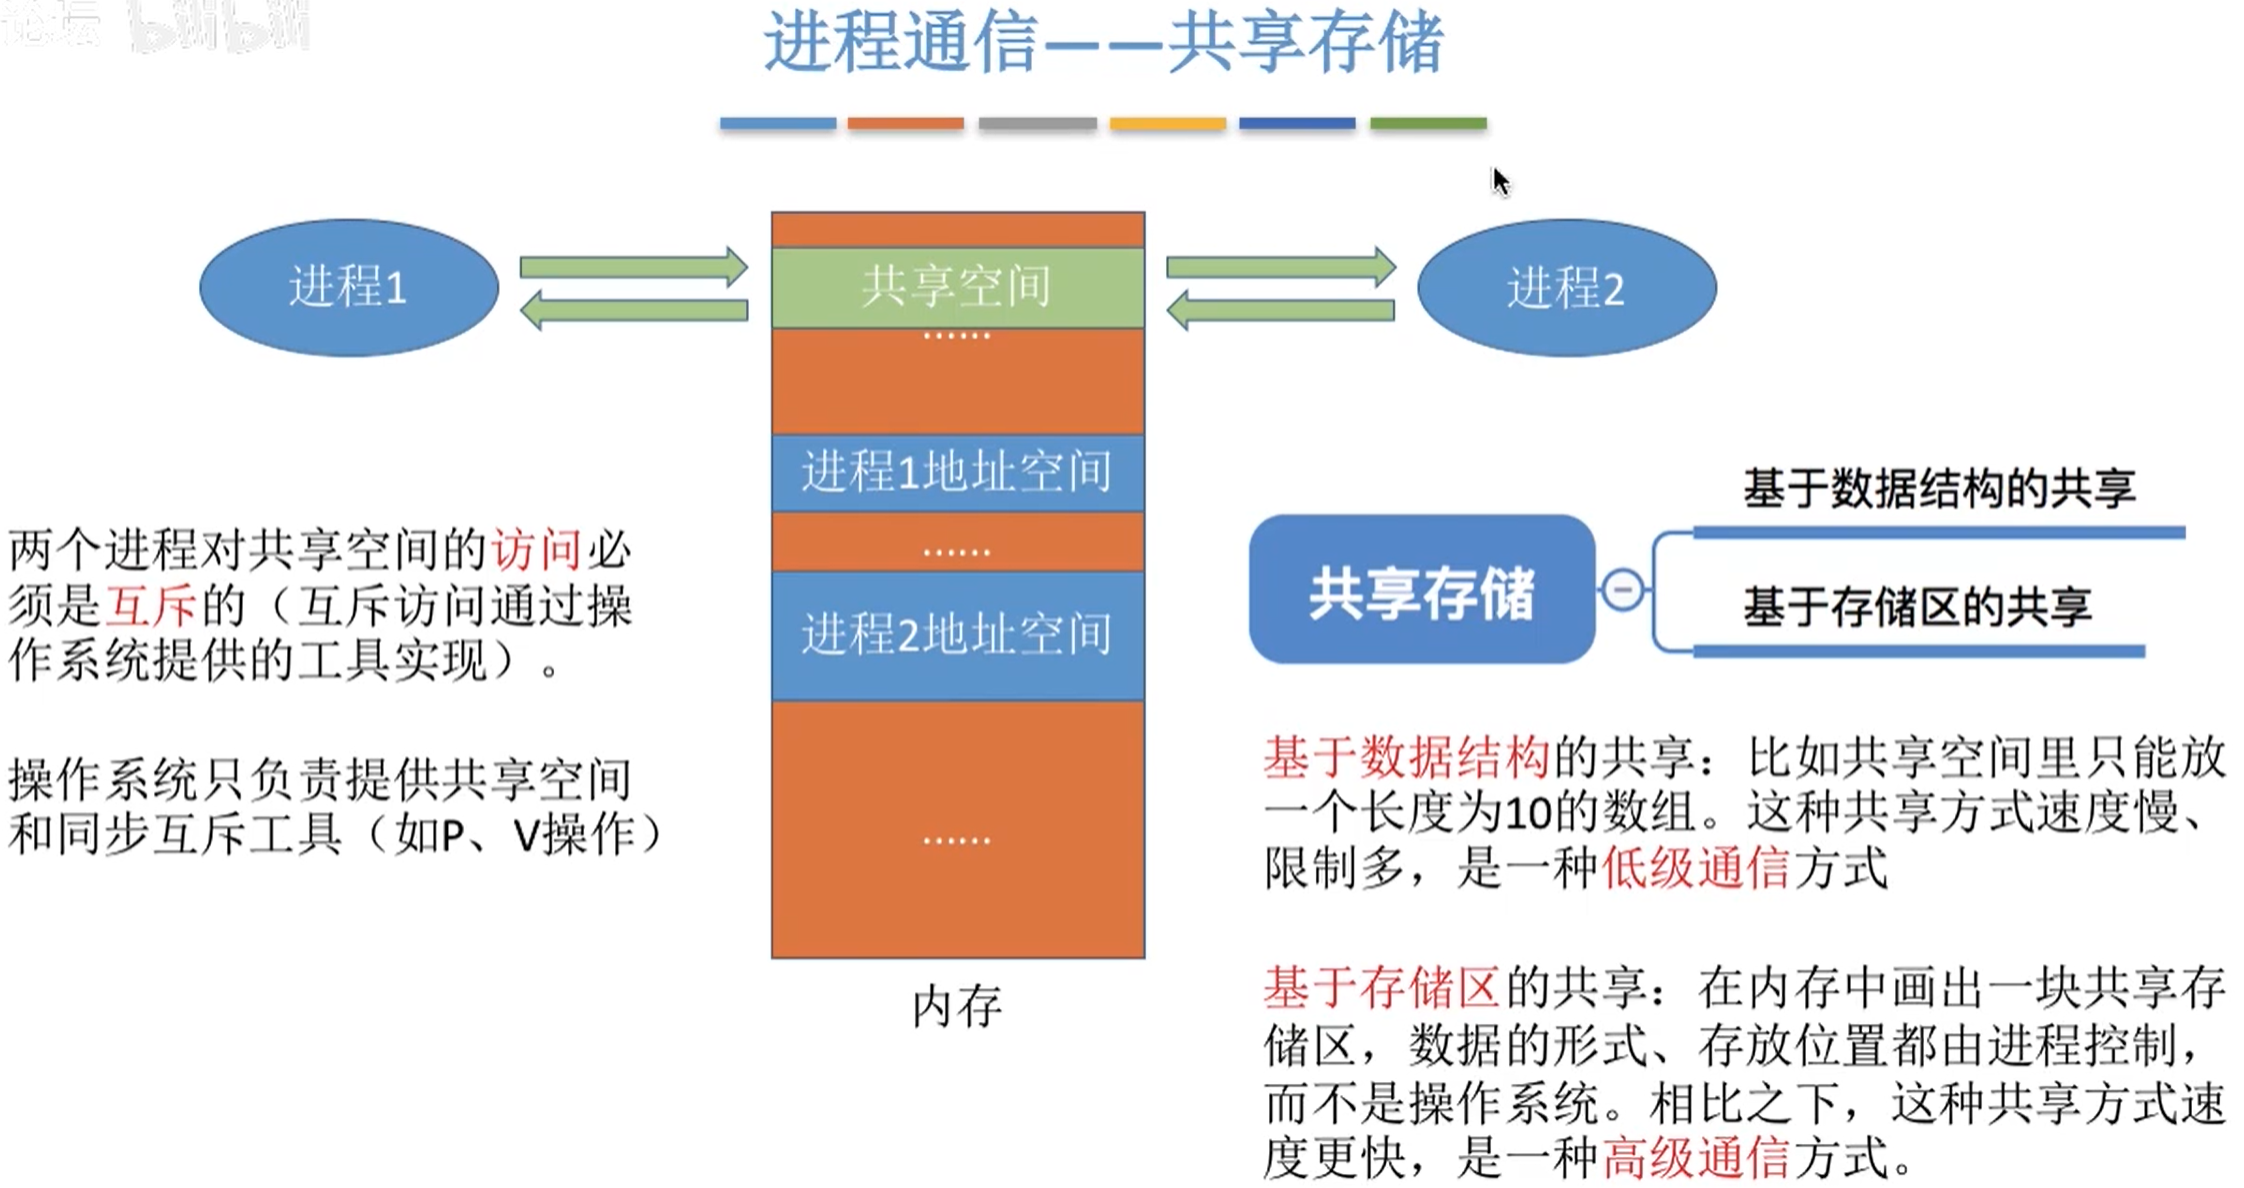 论坛 bilibili
进程通信——共享存储
进程1
共享空间
进程2
......
进程1地址空间
......
进程2地址空间
......
内存
两个进程对共享空间的访问必
须是互斥的（互斥访问通过操
作系统提供的工具实现）。
操作系统只负责提供共享空间
和同步互斥工具（如P、V操作）
共享存储
基于数据结构的共享
基于存储区的共享
基于数据结构的共享：比如共享空间里只能放
一个长度为10的数组。这种共享方式速度慢、
限制多，是一种低级通信方式
基于存储区的共享：在内存中画出一块共享存
储区，数据的形式、存放位置都由进程控制，
而不是操作系统。相比之下，这种共享方式速
度更快，是一种高级通信方式。